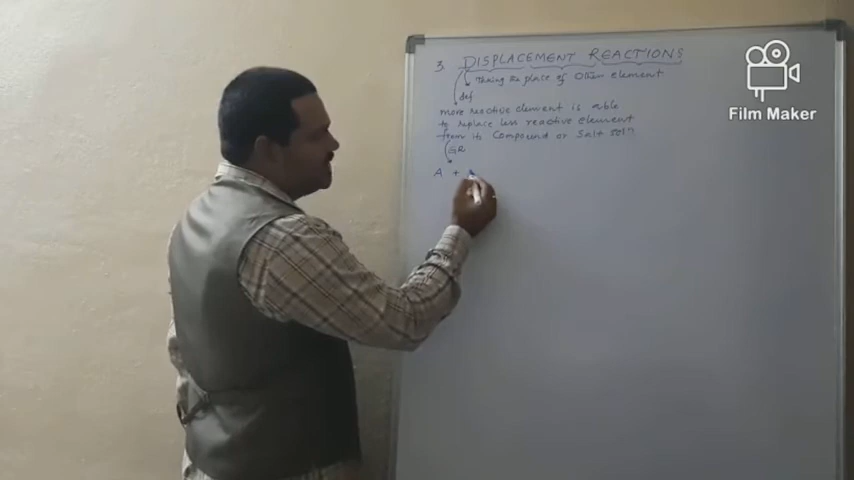 3. DISPLACEMENT REACTIONS
Taking the place of other element
def
more reactive element is able
to replace less reactive element
from its compound or salt soln
GR
A +
Film Maker